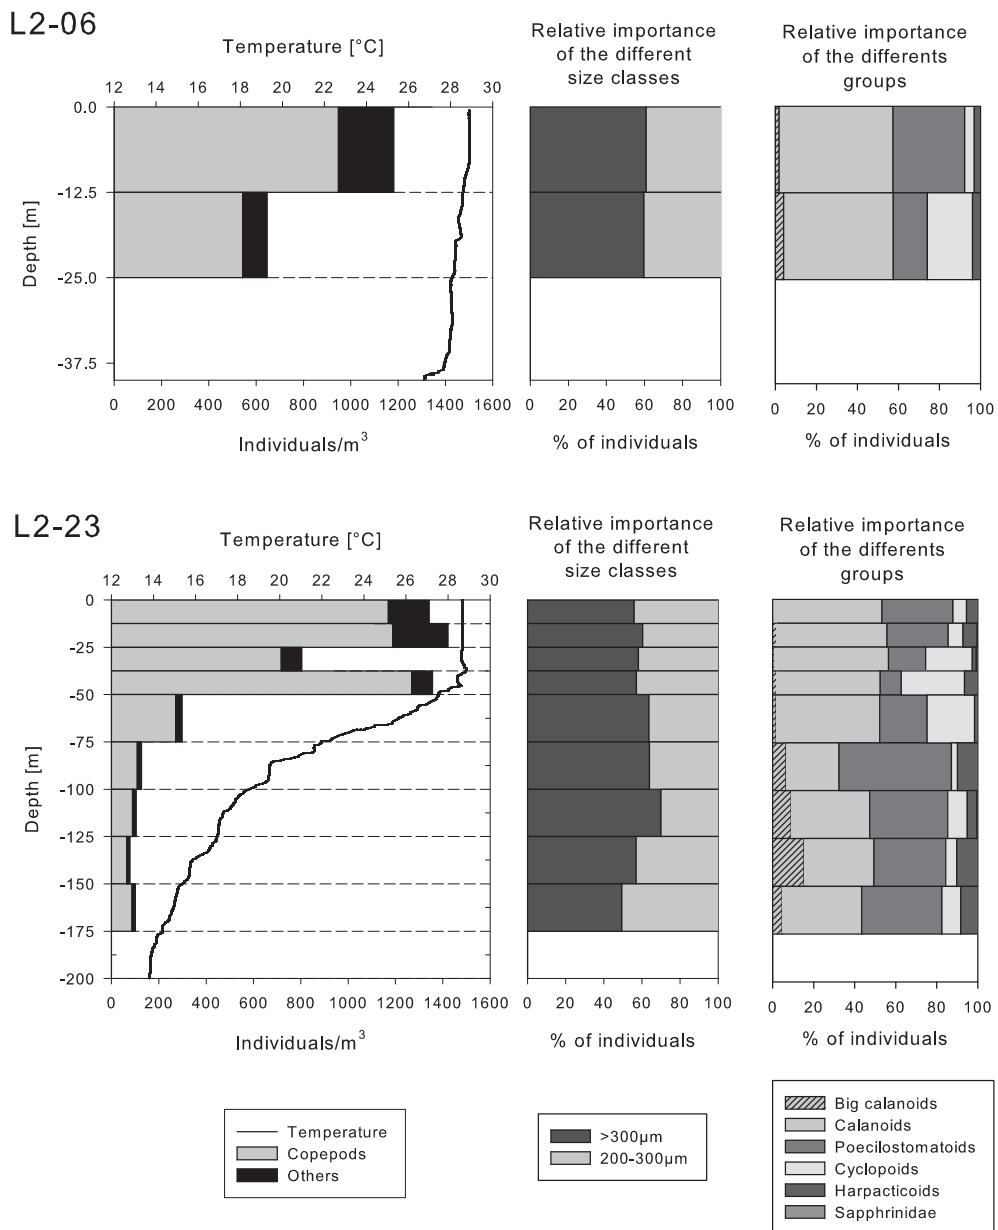 L2-06
Temperature [°C]
Relative importance
of the different
size classes
Relative importance
of the differents
groups
12 14 16 18 20 22 24 26 28 30
0.0
-12.5
-25.0
-37.5
Depth [m]
0 200 400 600 800 1000 1200 1400 1600
0 20 40 60 80 100
0 20 40 60 80 100
Individuals/m³
% of individuals
% of individuals
L2-23
Temperature [°C]
Relative importance
of the different
size classes
Relative importance
of the differents
groups
12 14 16 18 20 22 24 26 28 30
0
-25
-50
-75
-100
-125
-150
-175
-200
Depth [m]
0 200 400 600 800 1000 1200 1400 1600
0 20 40 60 80 100
0 20 40 60 80 100
Individuals/m³
% of individuals
% of individuals
Temperature
Copepods
Others
>300µm
200-300µm
Big calanoids
Calanoids
Poecilostomatoids
Cyclopoids
Harpacticoids
Sapphrinidae